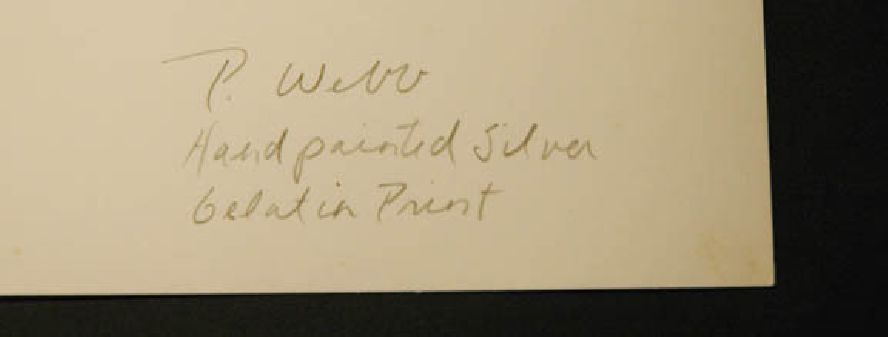 P. Webb
Handpainted Silver
Gelatin Print